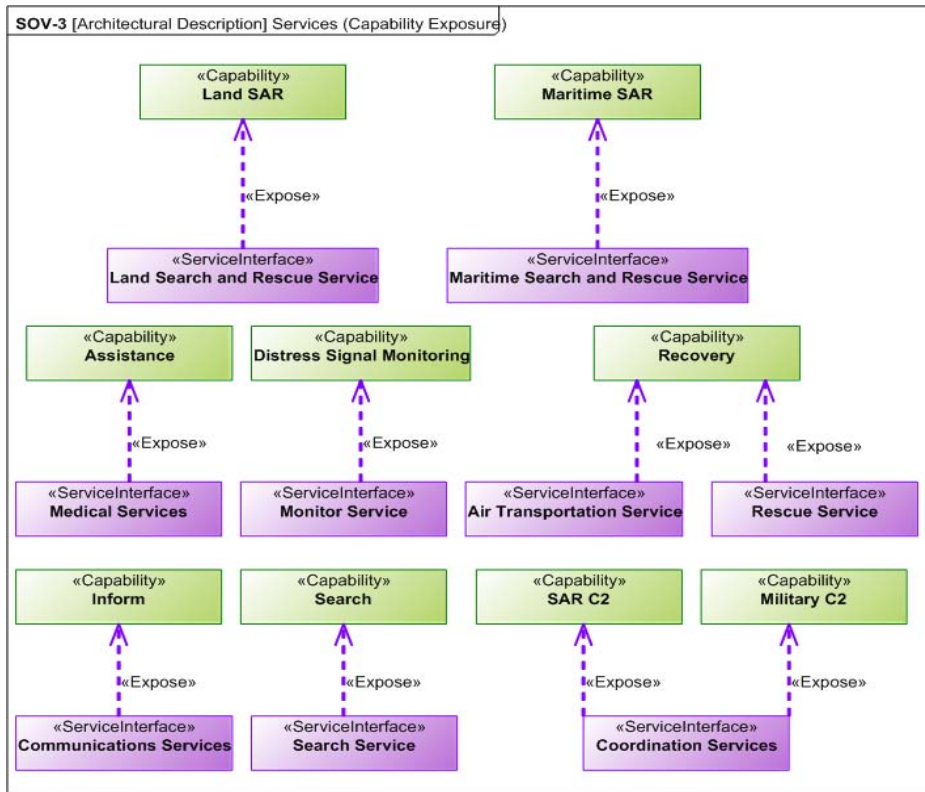 SOV-3 [Architectural Description] Services (Capability Exposure)
«Capability»
Land SAR
«Capability»
Maritime SAR
«Expose»
«Expose»
«ServiceInterface»
Land Search and Rescue Service
«ServiceInterface»
Maritime Search and Rescue Service
«Capability»
Assistance
«Capability»
Distress Signal Monitoring
«Capability»
Recovery
«Expose»
«Expose»
«Expose»
«Expose»
«ServiceInterface»
Medical Services
«ServiceInterface»
Monitor Service
«ServiceInterface»
Air Transportation Service
«ServiceInterface»
Rescue Service
«Capability»
Inform
«Capability»
Search
«Capability»
SAR C2
«Capability»
Military C2
«Expose»
«Expose»
«Expose»
«Expose»
«ServiceInterface»
Communications Services
«ServiceInterface»
Search Service
«ServiceInterface»
Coordination Services